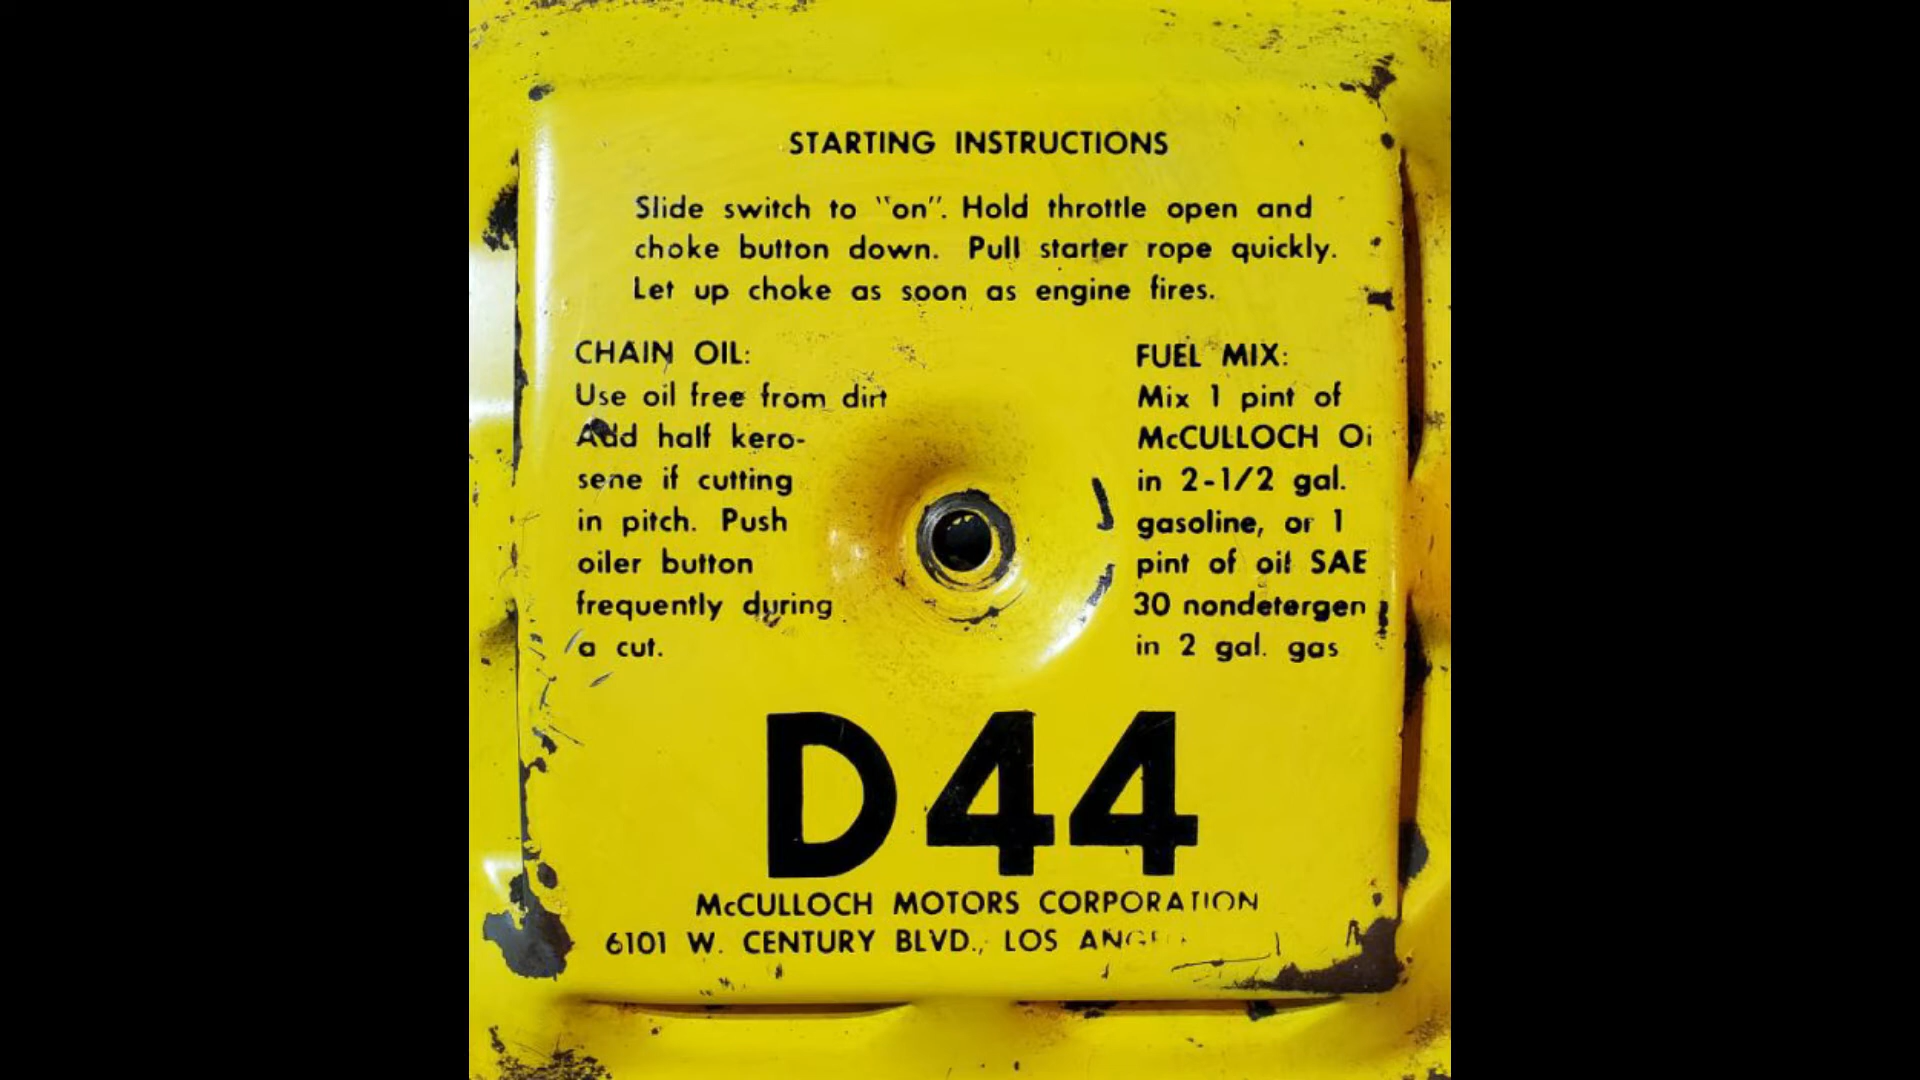 STARTING INSTRUCTIONS
Slide switch to "on". Hold throttle open and
choke button down. Pull starter rope quickly.
Let up choke as soon as engine fires.
CHAIN OIL:
Use oil free from dirt
Add half kero-
sene if cutting
in pitch. Push
oiler button
frequently during
a cut.
FUEL MIX:
Mix 1 pint of
McCULLOCH Oi
in 2-1/2 gal.
gasoline, or 1
pint of oil SAE
30 nondetergen
in 2 gal. gas
D44
McCULLOCH MOTORS CORPORATION
6101 W. CENTURY BLVD., LOS